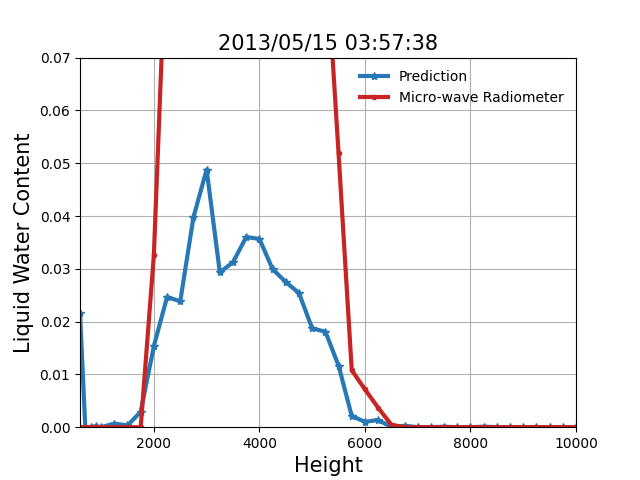 2013/05/15 03:57:38
Prediction
Micro-wave Radiometer
Liquid Water Content
0.07
0.06
0.05
0.04
0.03
0.02
0.01
0.00
2000 4000 6000 8000 10000
Height